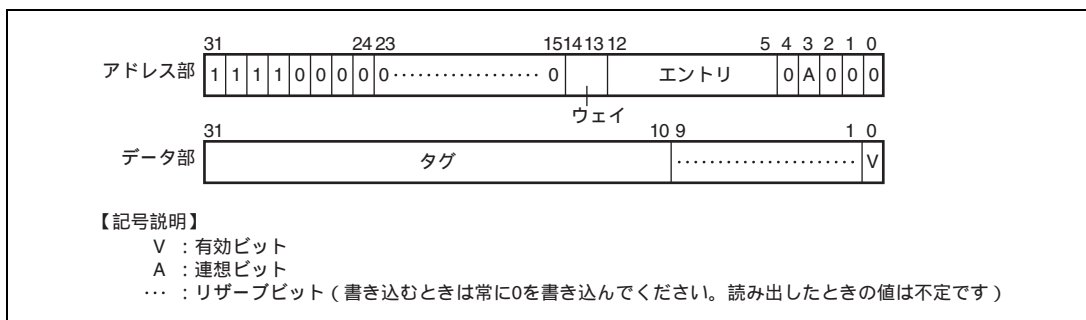 31 24 23 15 14 13 12 5 4 3 2 1 0
アドレス部 1 1 1 1 0 0 0 0 0·················· 0 エントリ 0 A 0 0 0
ウェイ
31 10 9 1 0
データ部 タグ ······················ V
【記号説明】
V ：有効ビット
A ：連想ビット
··· ：リザーブビット（書き込むときは常に0を書き込んでください。読み出したときの値は不定です）